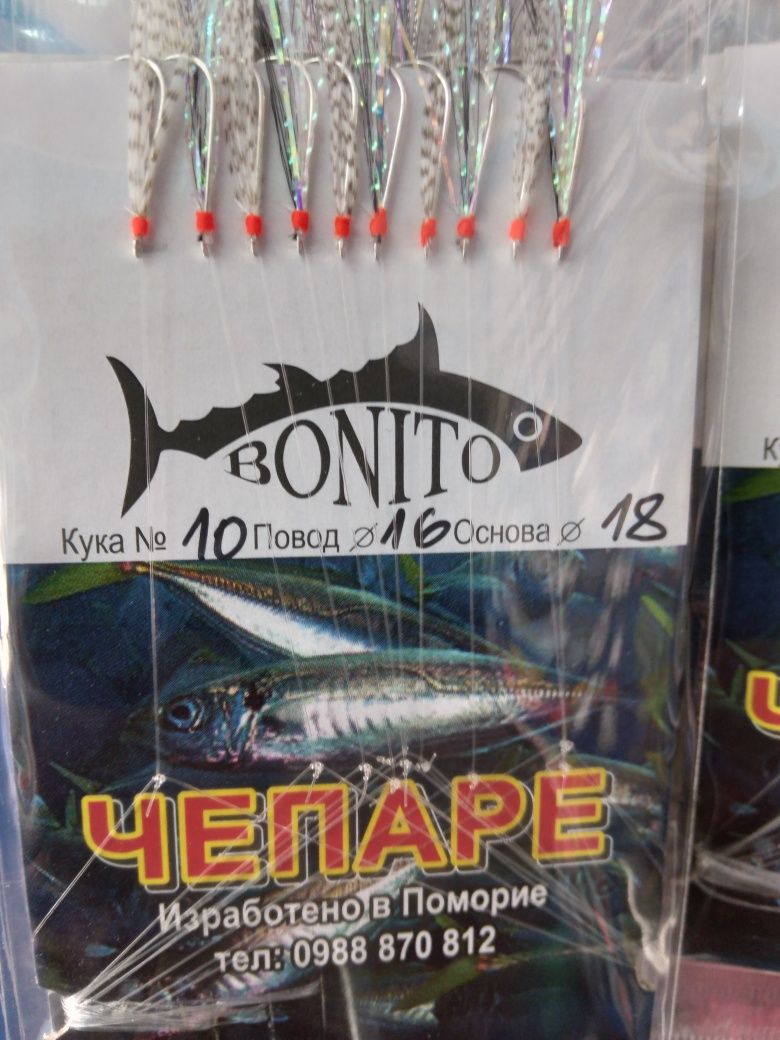 BONITO
Кука № 10 Повод ⌀ 16 Основа ⌀ 18
ЧЕПАРЕ
Изработено в Поморие
тел: 0988 870 812
К
Ч